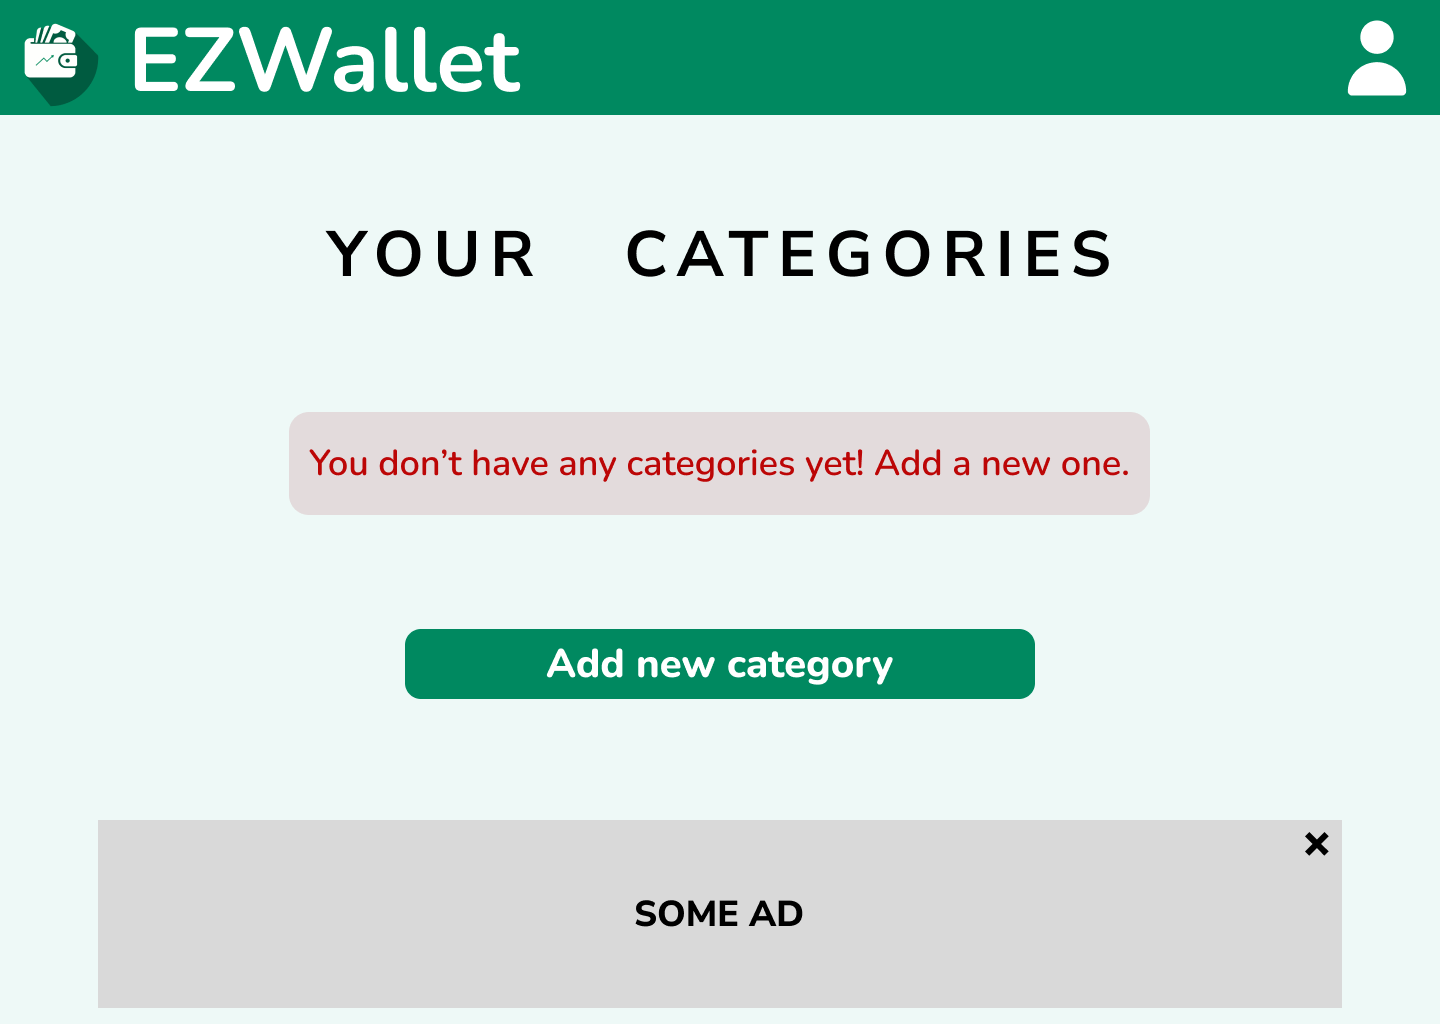 EZWallet
YOUR CATEGORIES
You don’t have any categories yet! Add a new one.
Add new category
SOME AD